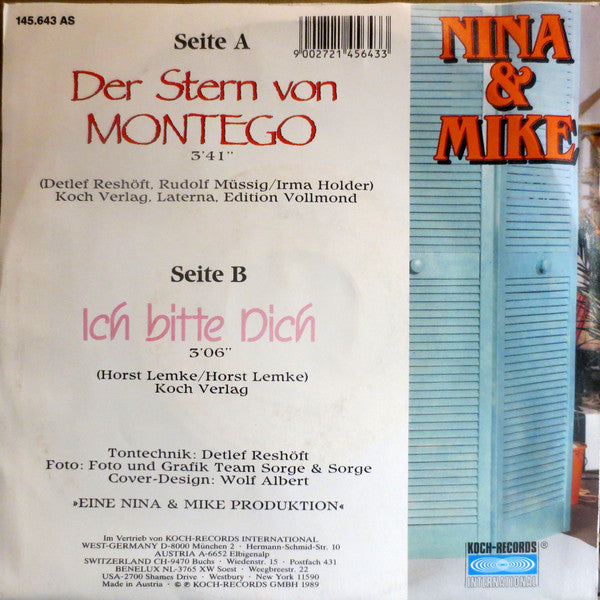 145.643 AS
Seite A
9 002721 456433
NINA
&
MIKE
Der Stern von
MONTEGO
3'41"
(Detlef Reshöft, Rudolf Müssig/Irma Holder)
Koch Verlag, Laterna, Edition Vollmond
Seite B
Ich bitte Dich
3'06"
(Horst Lemke/Horst Lemke)
Koch Verlag
Tontechnik: Detlef Reshöft
Foto: Foto und Grafik Team Sorge & Sorge
Cover-Design: Wolf Albert
»EINE NINA & MIKE PRODUKTION«
Im Vertrieb von KOCH-RECORDS INTERNATIONAL
WEST-GERMANY D-8000 München 2 · Hermann-Schmid-Str. 10
AUSTRIA A-6652 Elbigenalp
SWITZERLAND CH-9470 Buchs · Wiedenstr. 15 · Postfach 431
BENELUX NL-3765 XW Soest · Weegbreestr. 22
USA-2700 Shames Drive · Westbury · New York 11590
Made in Austria · © ℗ KOCH-RECORDS GMBH 1989
KOCH-RECORDS ®
INTERNATIONAL